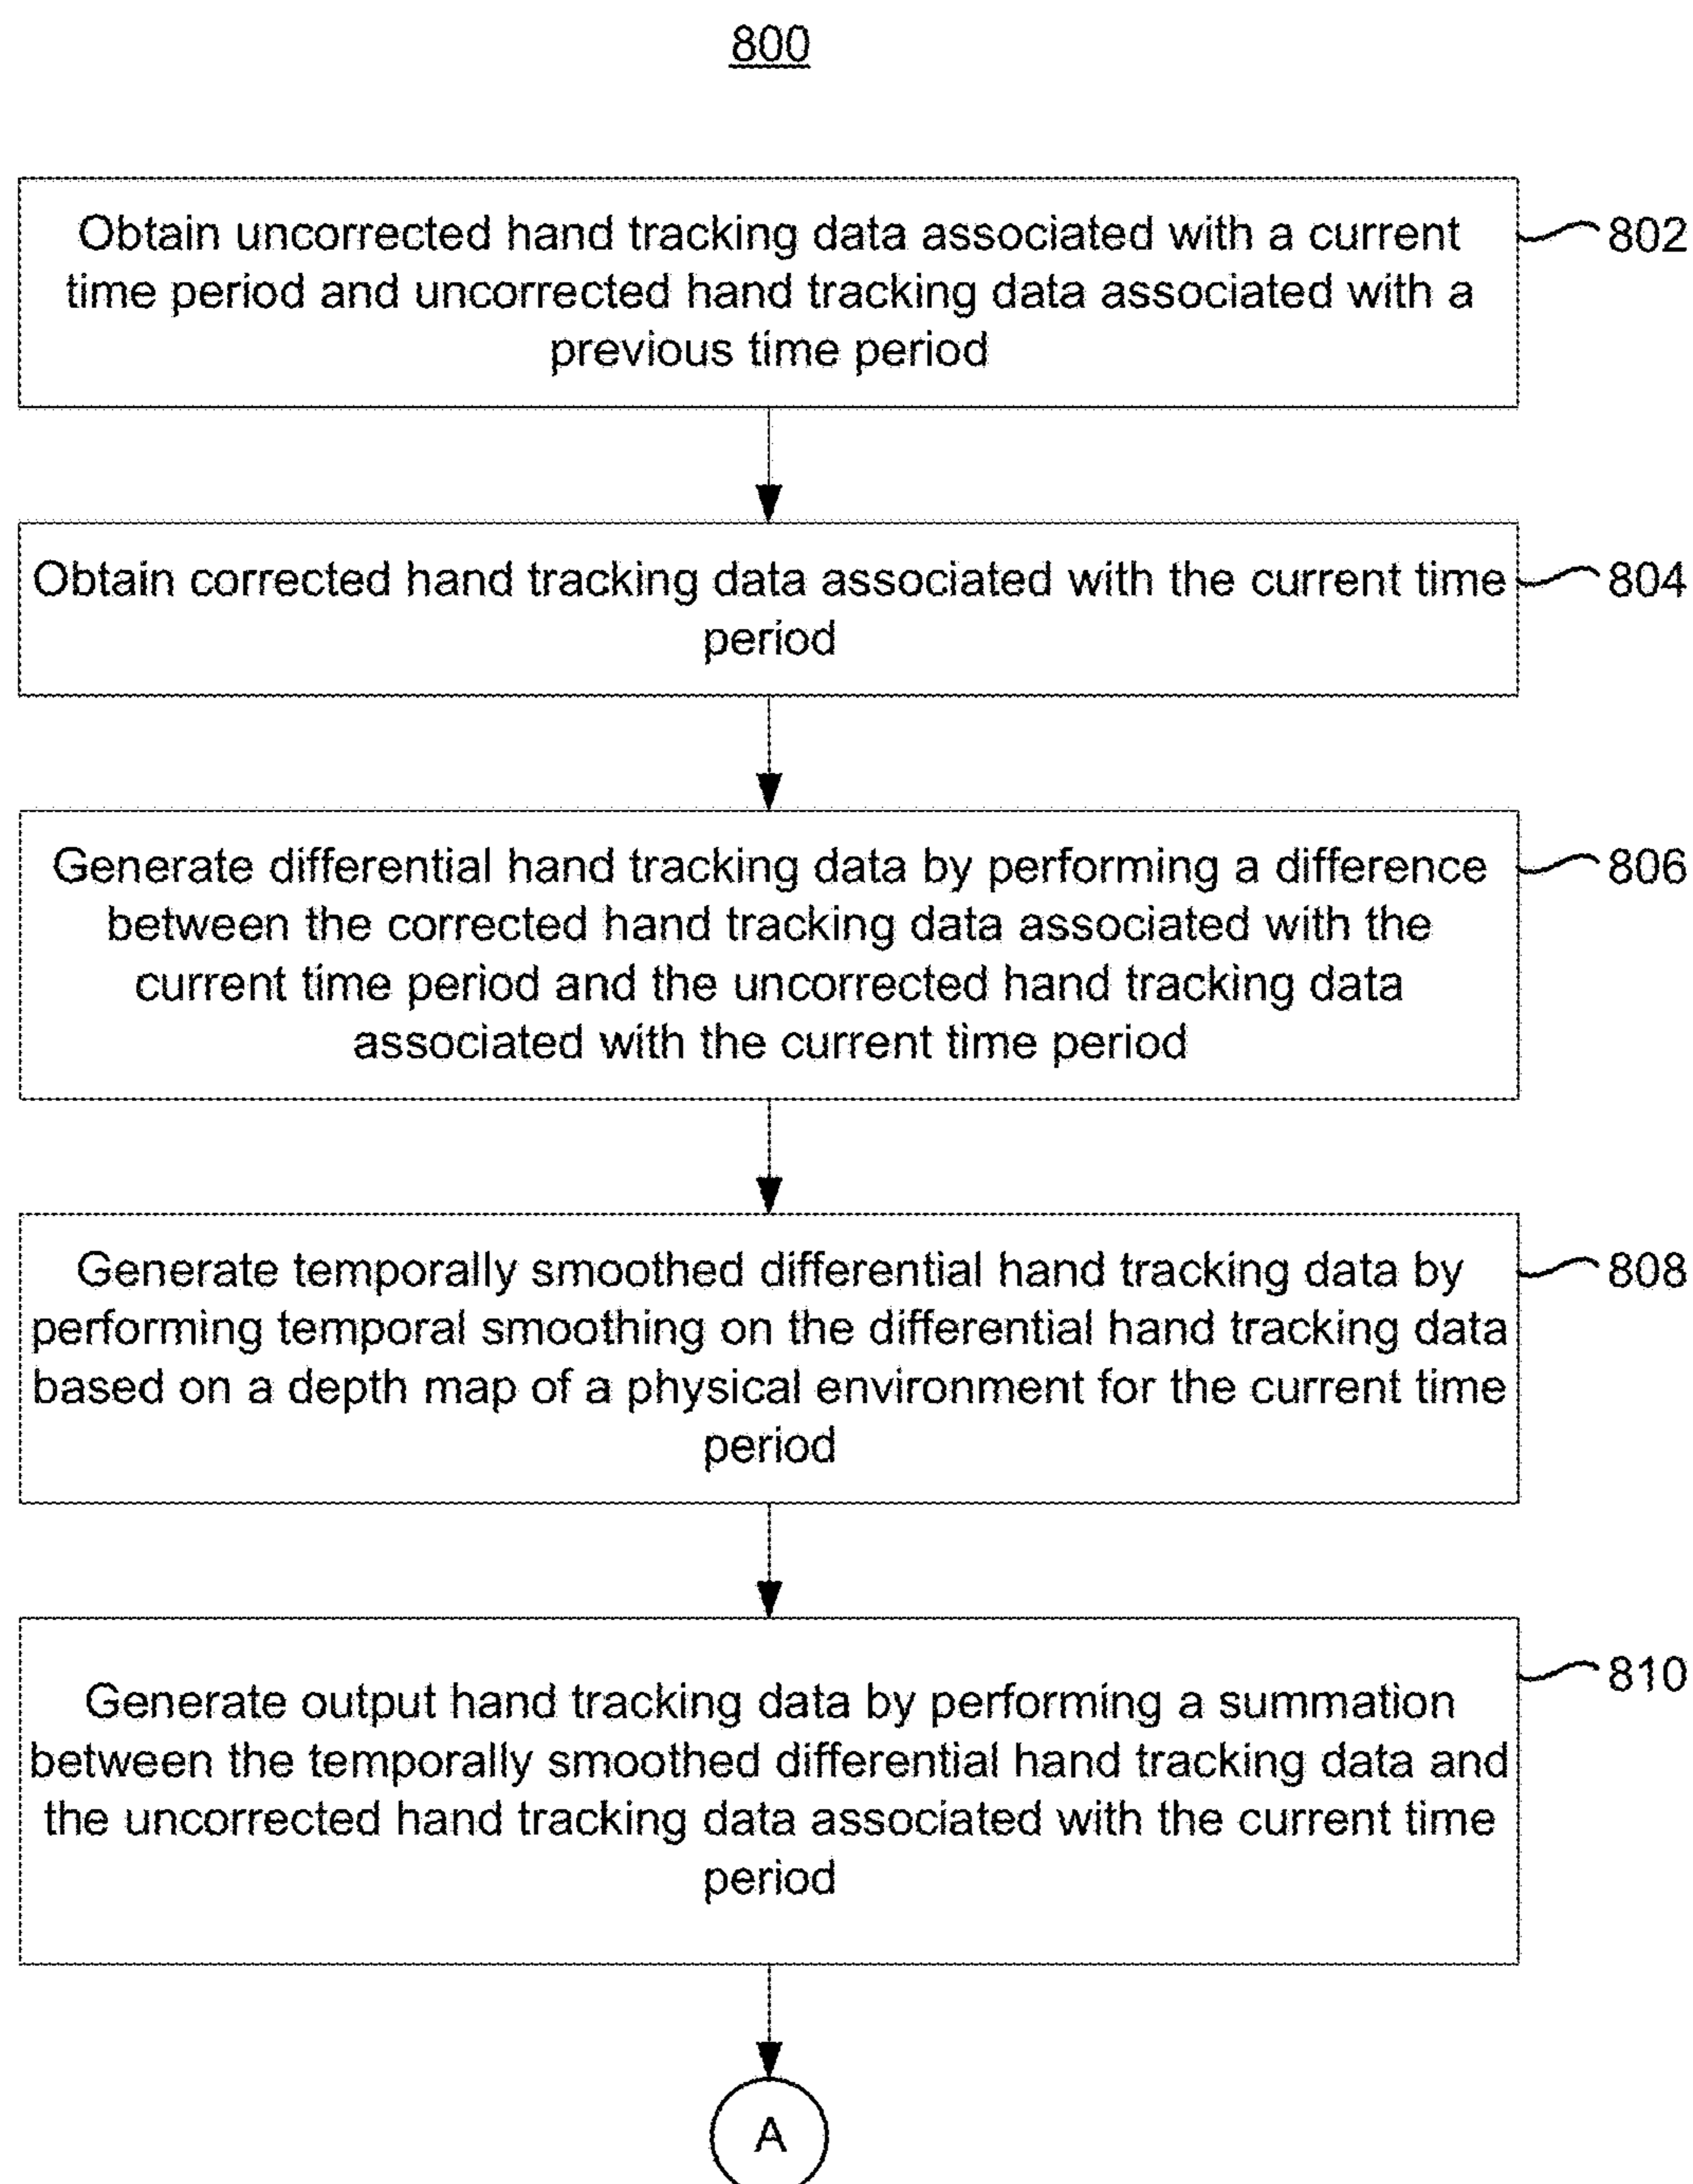 800
Obtain uncorrected hand tracking data associated with a current
time period and uncorrected hand tracking data associated with a
previous time period
802
Obtain corrected hand tracking data associated with the current time
period
804
Generate differential hand tracking data by performing a difference
between the corrected hand tracking data associated with the
current time period and the uncorrected hand tracking data
associated with the current time period
806
Generate temporally smoothed differential hand tracking data by
performing temporal smoothing on the differential hand tracking data
based on a depth map of a physical environment for the current time
period
808
Generate output hand tracking data by performing a summation
between the temporally smoothed differential hand tracking data and
the uncorrected hand tracking data associated with the current time
period
810
A